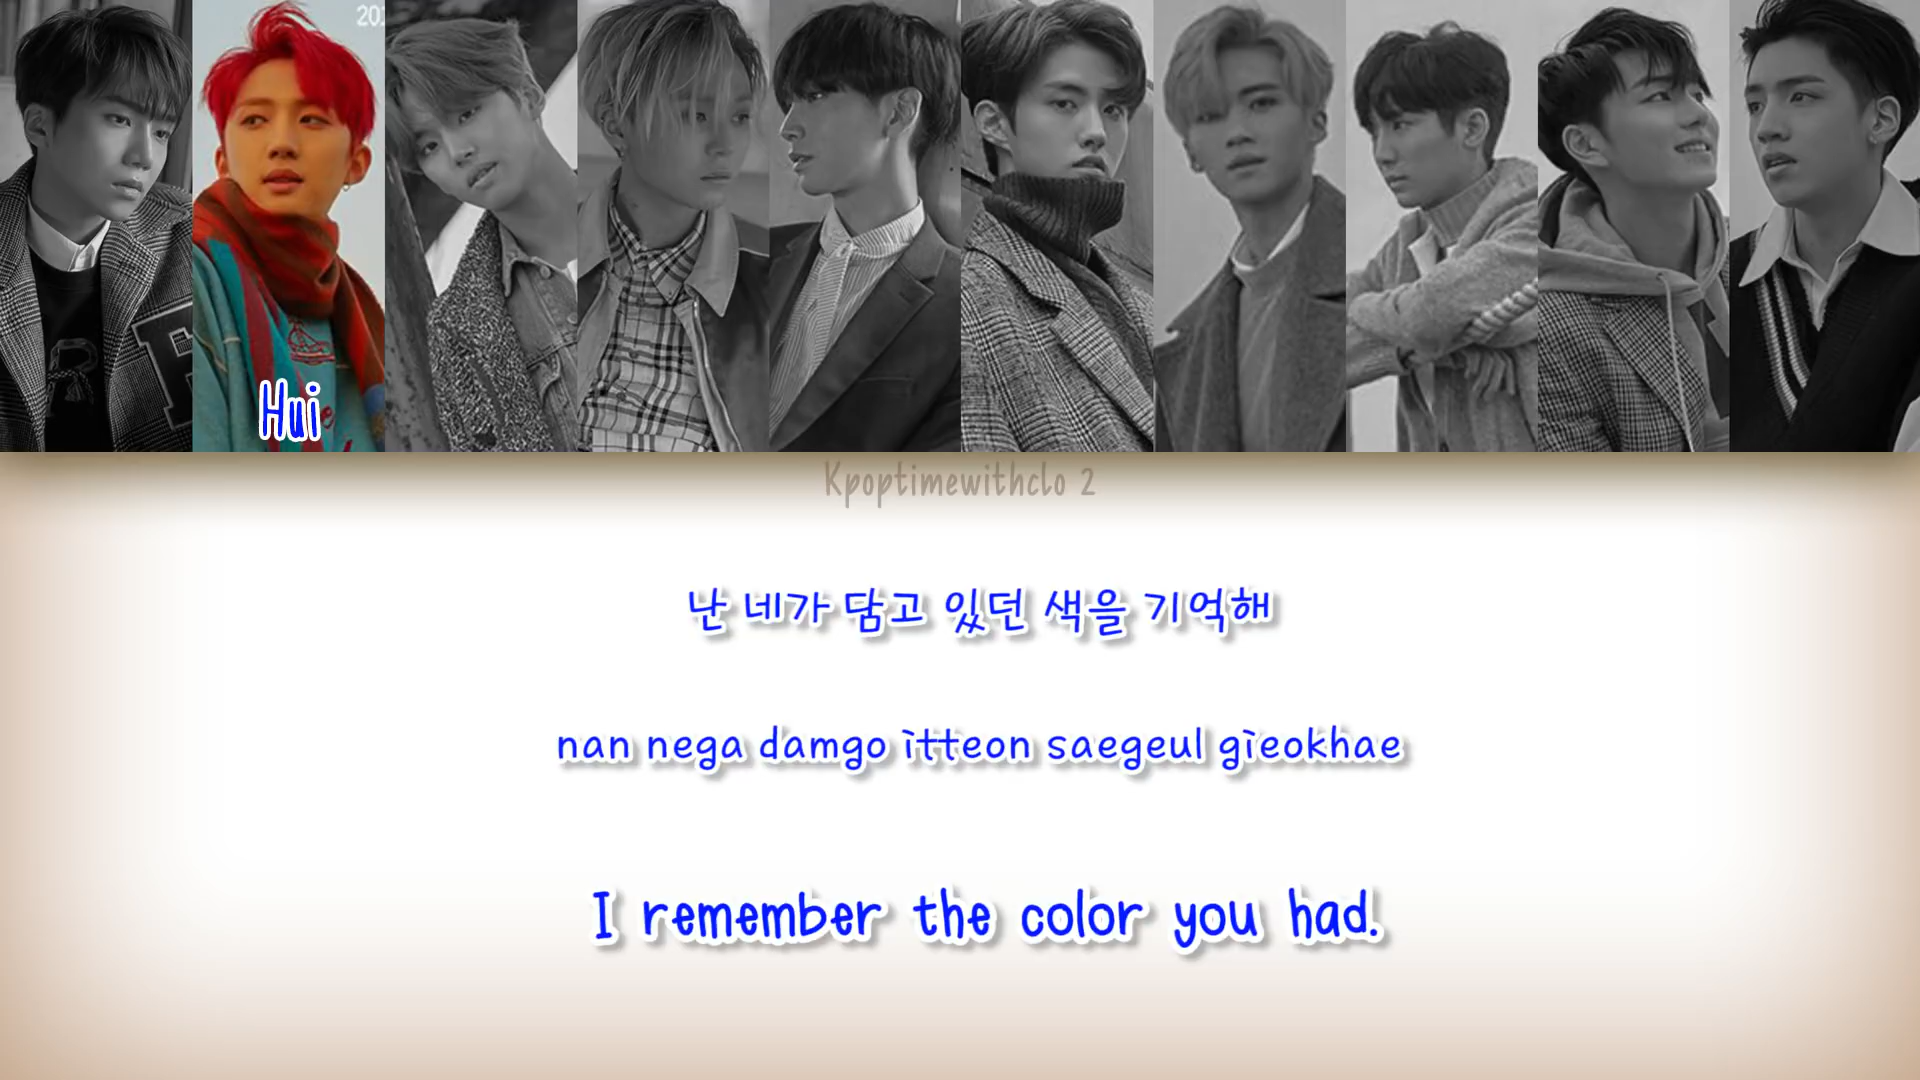 201
Hui
Kpoptimewithclo 2
난 네가 담고 있던 색을 기억해
nan nega damgo itteon saegeul gieokhae
I remember the color you had.